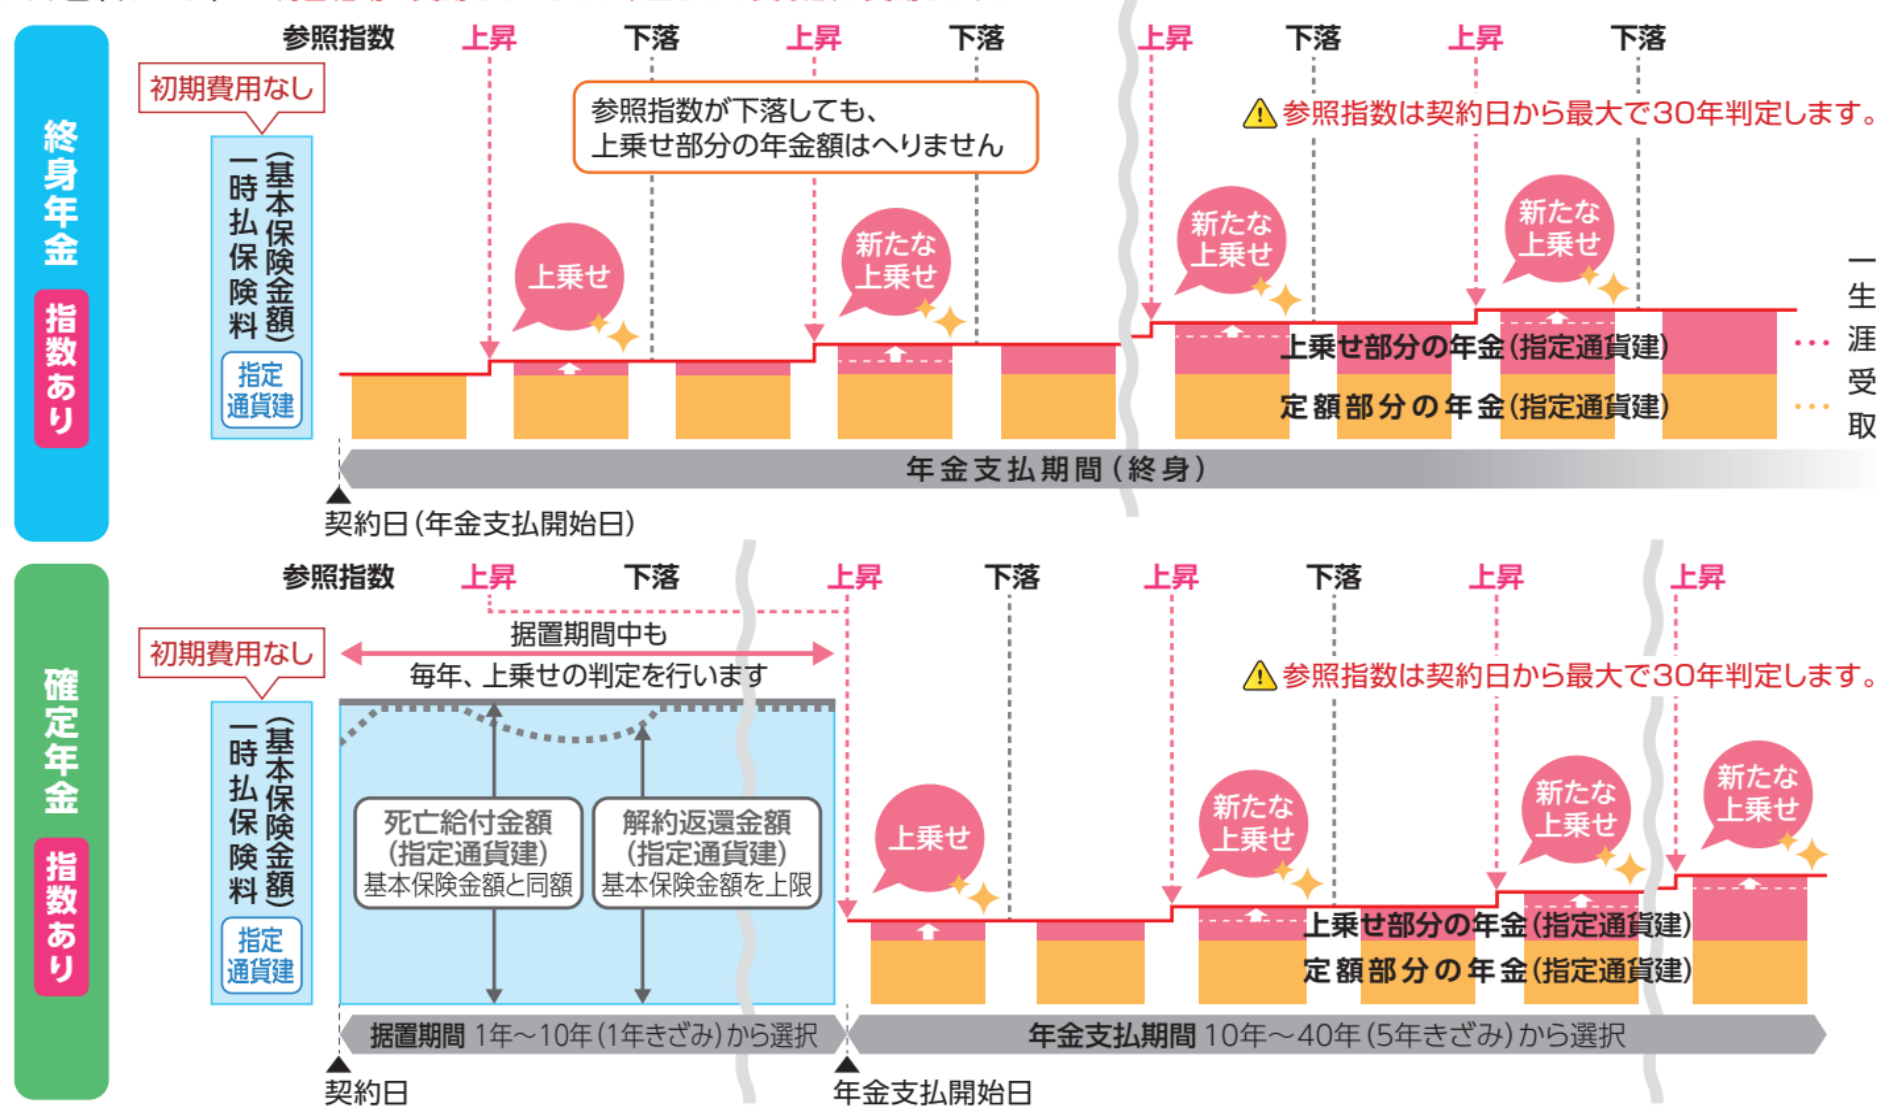 終身年金
指数あり
参照指数 上昇 下落 上昇 下落 上昇 下落 上昇 下落
初期費用なし
参照指数が下落しても、
上乗せ部分の年金額はへりません
参照指数は契約日から最大で30年判定します。
一時払保険料
(基本保険金額)
指定
通貨建
上乗せ
新たな
上乗せ
新たな
上乗せ
新たな
上乗せ
上乗せ部分の年金(指定通貨建)
定額部分の年金(指定通貨建)
一生涯受取
年金支払期間(終身)
契約日(年金支払開始日)
確定年金
指数あり
参照指数 上昇 下落 上昇 下落 上昇 下落 上昇 上昇
初期費用なし
据置期間中も
毎年、上乗せの判定を行います
参照指数は契約日から最大で30年判定します。
一時払保険料
(基本保険金額)
指定
通貨建
死亡給付金額
(指定通貨建)
基本保険金額と同額
解約返還金額
(指定通貨建)
基本保険金額を上限
上乗せ
新たな
上乗せ
新たな
上乗せ
新たな
上乗せ
上乗せ部分の年金(指定通貨建)
定額部分の年金(指定通貨建)
据置期間 1年~10年(1年きざみ)から選択
年金支払期間 10年~40年(5年きざみ)から選択
契約日
年金支払開始日